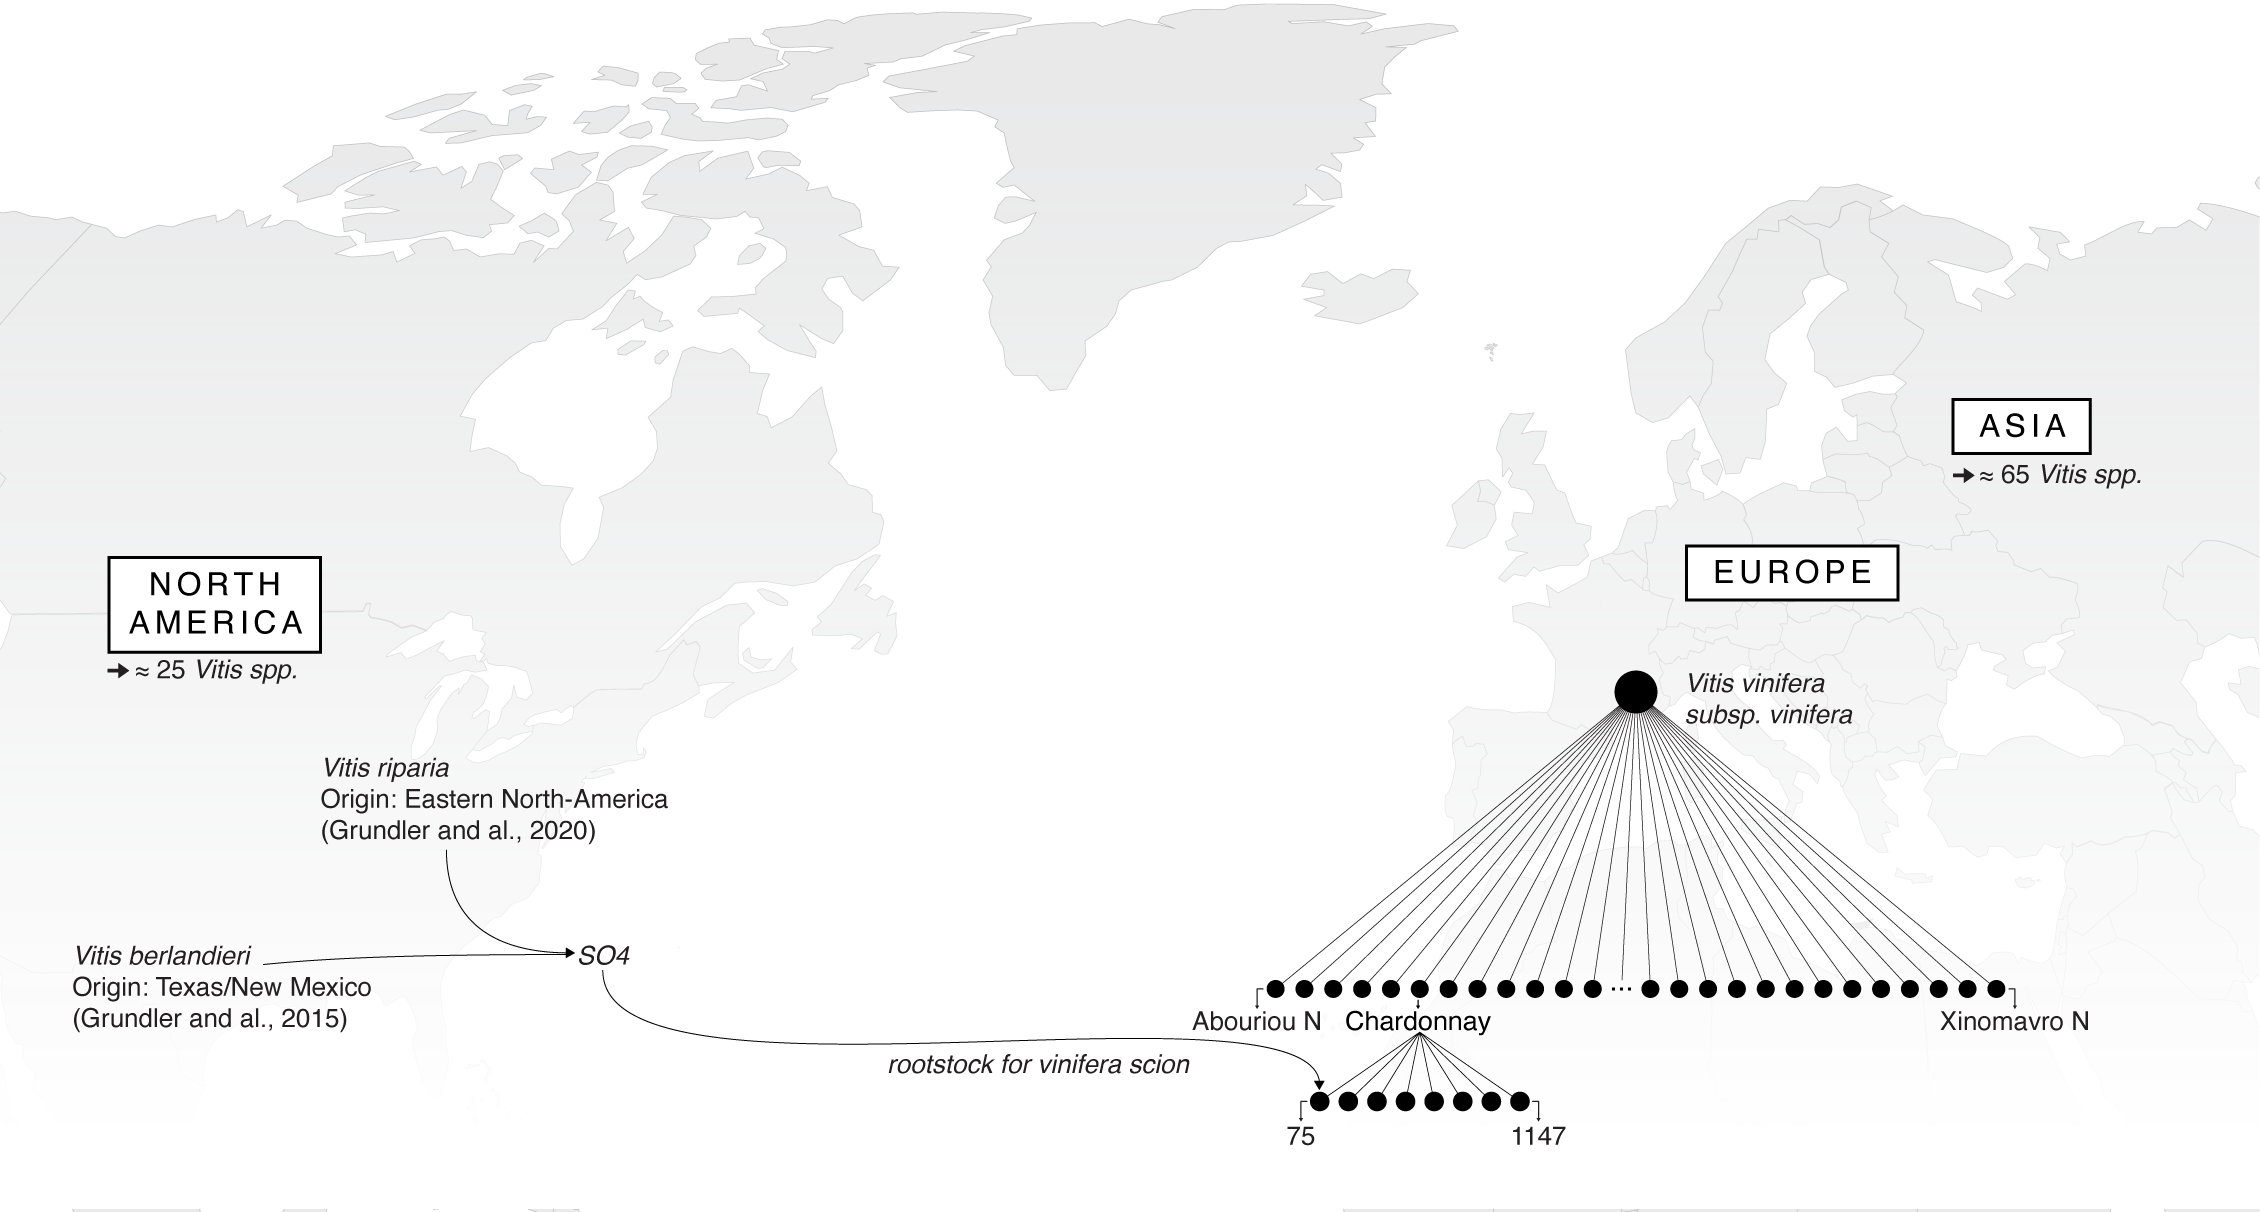 ASIA
→ ≈ 65 Vitis spp.
EUROPE
NORTH
AMERICA
→ ≈ 25 Vitis spp.
Vitis vinifera
subsp. vinifera
Vitis riparia
Origin: Eastern North-America
(Grundler and al., 2020)
Vitis berlandieri
Origin: Texas/New Mexico
(Grundler and al., 2015)
SO4
...
Abouriou N
Chardonnay
Xinomavro N
rootstock for vinifera scion
75
1147